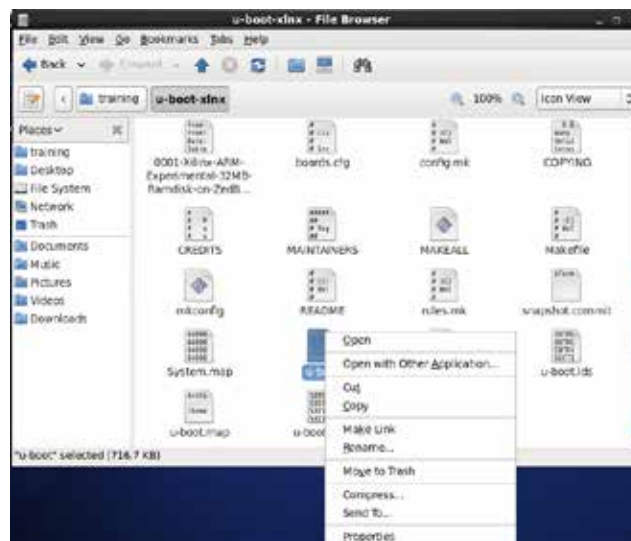 u-boot-xlnx - File Browser
File Edit View Go Bookmarks Tabs Help
Back
training u-boot-xlnx 100% Icon View
Places
training
Desktop
File System
Network
Trash
Documents
Music
Pictures
Videos
Downloads
0001-Xilinx-ARM-
Experimental-32MB-
Ramdisk-on-ZedB...
boards.cfg
config.mk
COPYING
CREDITS
MAINTAINERS
MAKEALL
Makefile
mkconfig
README
rules.mk
snapshot.commit
System.map
u-boot.lds
u-boot.map
u-boot
Open
Open with Other Application...
Cut
Copy
Make Link
Rename...
Move to Trash
Compress...
Send To...
Properties
"u-boot" selected (716.7 KB)